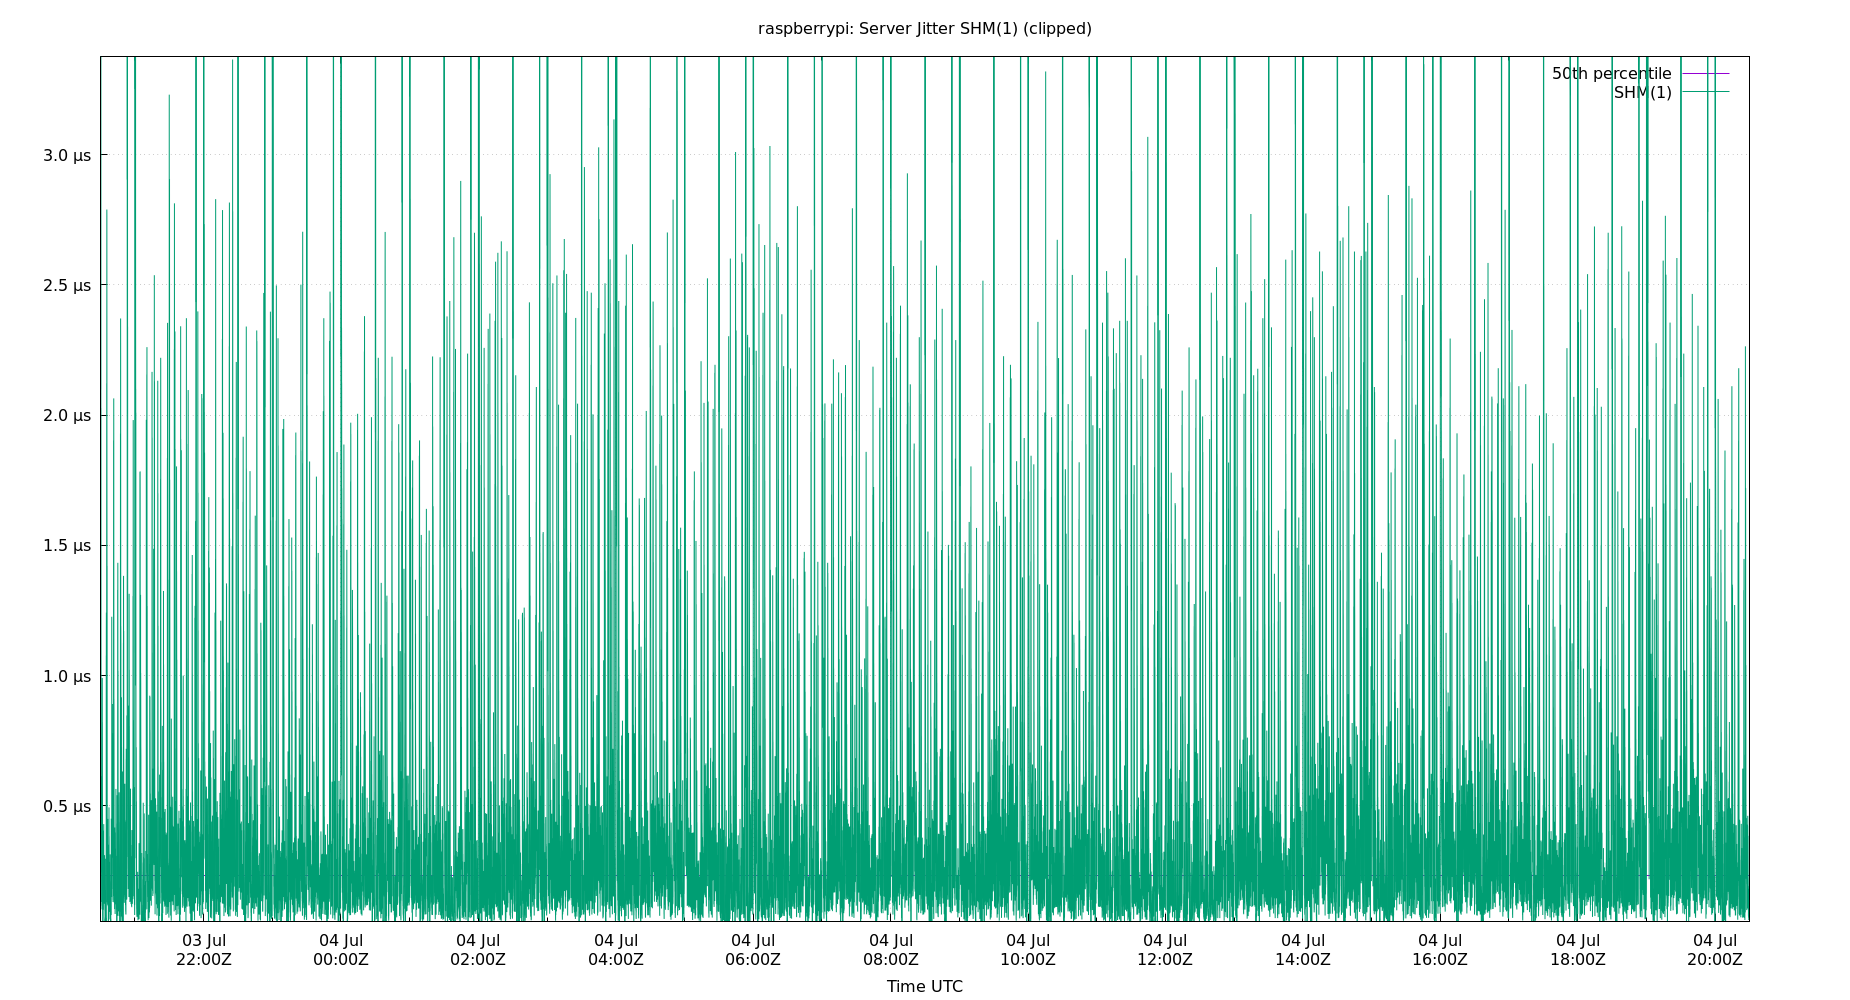 raspberrypi: Server Jitter SHM(1) (clipped)
50th percentile
SHM(1)
3.0 µs
2.5 µs
2.0 µs
1.5 µs
1.0 µs
0.5 µs
03 Jul 04 Jul 04 Jul 04 Jul 04 Jul 04 Jul 04 Jul 04 Jul 04 Jul 04 Jul 04 Jul 04 Jul
22:00Z 00:00Z 02:00Z 04:00Z 06:00Z 08:00Z 10:00Z 12:00Z 14:00Z 16:00Z 18:00Z 20:00Z
Time UTC